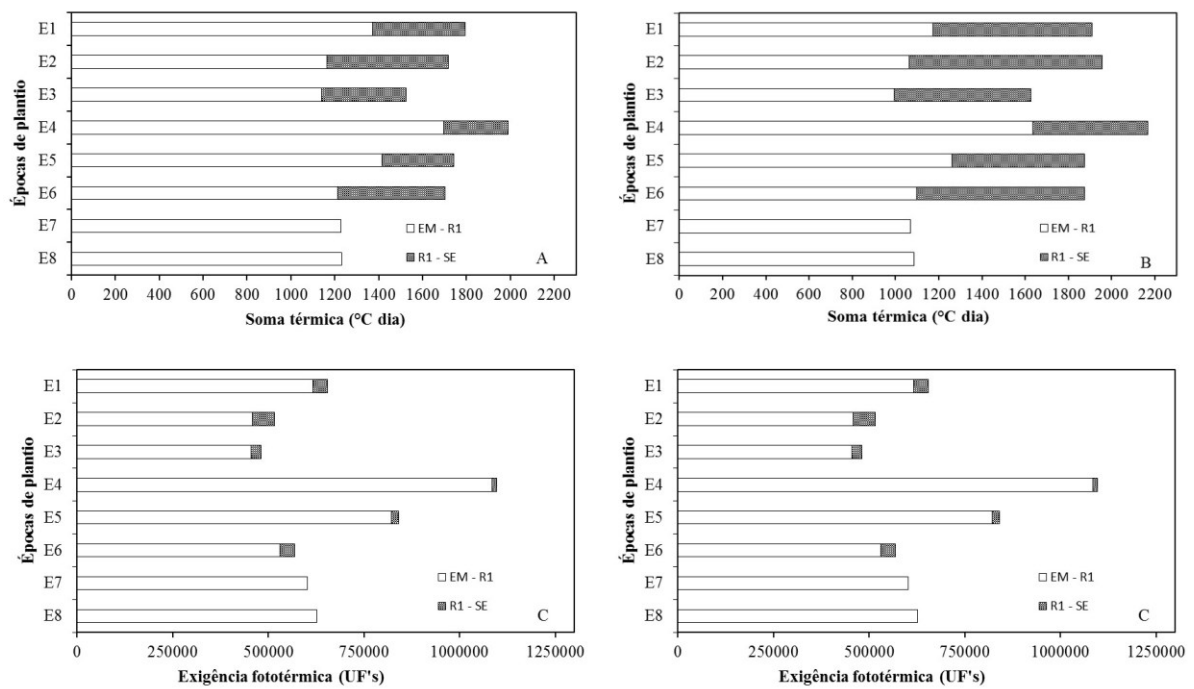 Épocas de plantio
E1
E2
E3
E4
E5
E6
E7
E8
EM - R1
R1 - SE
A
0 200 400 600 800 1000 1200 1400 1600 1800 2000 2200
Soma térmica (°C dia)
Épocas de plantio
E1
E2
E3
E4
E5
E6
E7
E8
EM - R1
R1 - SE
B
0 200 400 600 800 1000 1200 1400 1600 1800 2000 2200
Soma térmica (°C dia)
Épocas de plantio
E1
E2
E3
E4
E5
E6
E7
E8
EM - R1
R1 - SE
C
0 250000 500000 750000 1000000 1250000
Exigência fototérmica (UF's)
Épocas de plantio
E1
E2
E3
E4
E5
E6
E7
E8
EM - R1
R1 - SE
C
0 250000 500000 750000 1000000 1250000
Exigência fototérmica (UF's)